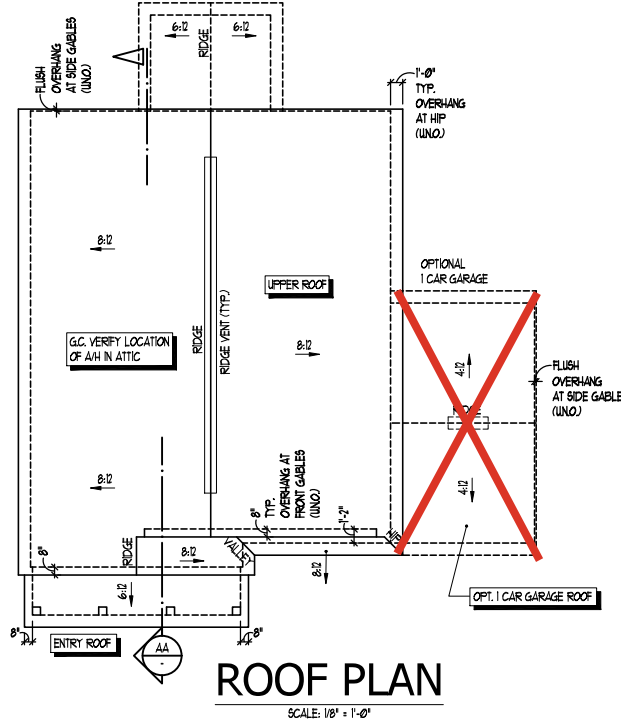 6:12
6:12
RIDGE
FLUSH
OVERHANG
AT SIDE GABLES
(U.N.O.)
1'-0"
TYP.
OVERHANG
AT HIP
(U.N.O.)
8:12
OPTIONAL
1 CAR GARAGE
UPPER ROOF
RIDGE
RIDGE VENT (TYP.)
G.C. VERIFY LOCATION
OF A/H IN ATTIC
8:12
4:12
FLUSH
OVERHANG
AT SIDE GABLE
(U.N.O.)
8:12
8"
TYP.
OVERHANG AT
FRONT GABLES
(U.N.O.)
1'-2"
4:12
HIP
VALLEY
RIDGE
8:12
8"
8:12
6:12
OPT. 1 CAR GARAGE ROOF
8"
ENTRY ROOF
AA
-
8"
ROOF PLAN
SCALE: 1/8" = 1'-0"